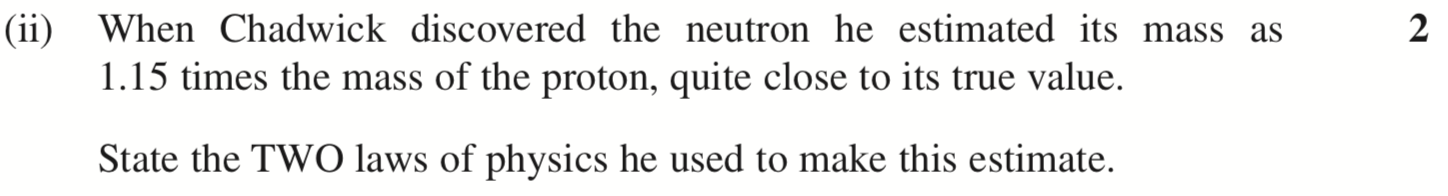 (ii) When Chadwick discovered the neutron he estimated its mass as 2
1.15 times the mass of the proton, quite close to its true value.
State the TWO laws of physics he used to make this estimate.